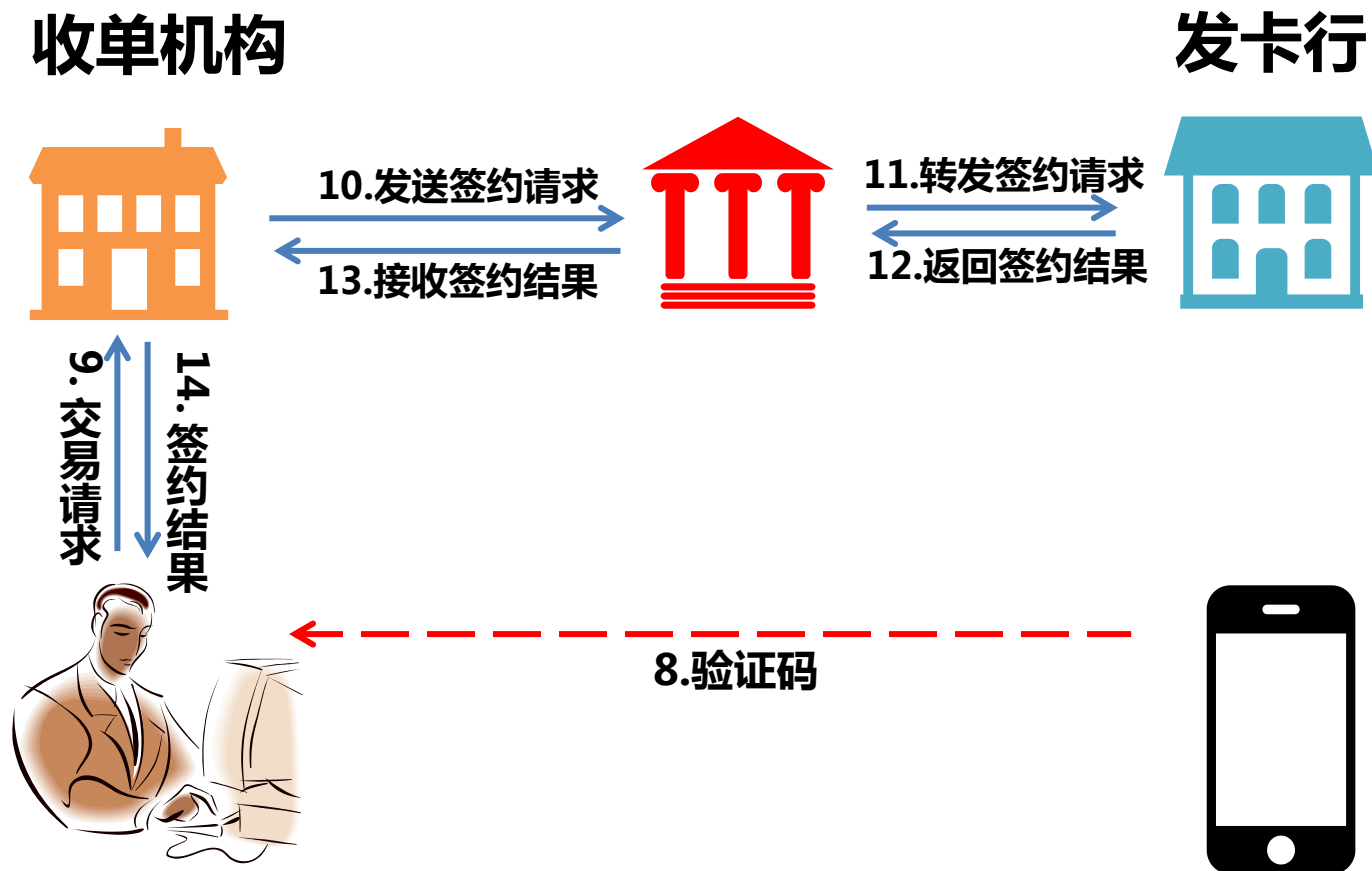 收单机构
发卡行
10.发送签约请求
11.转发签约请求
13.接收签约结果
12.返回签约结果
9. 交易请求
14. 签约结果
8.验证码